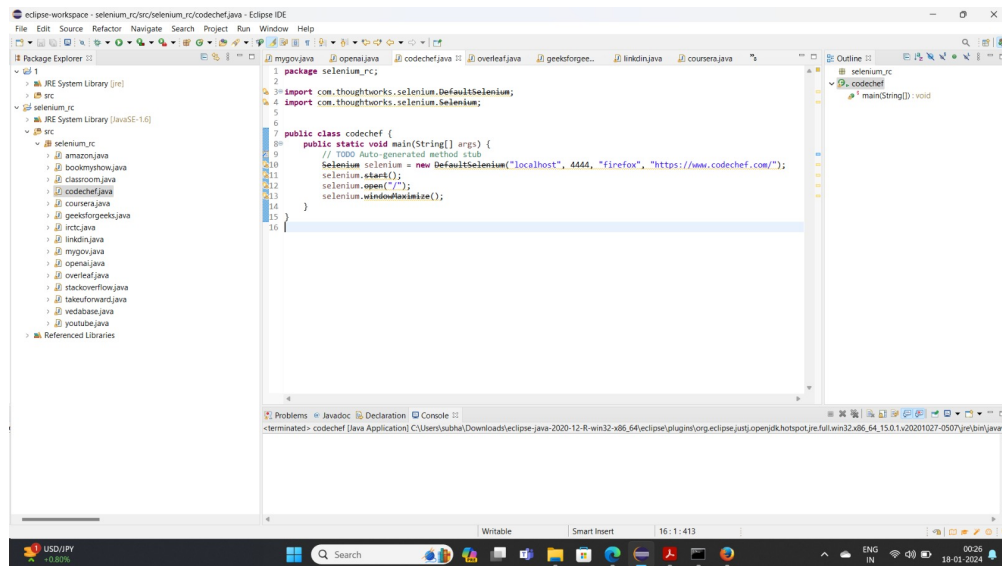 eclipse-workspace - selenium_rc/src/selenium_rc/codechef.java - Eclipse IDE
File Edit Source Refactor Navigate Search Project Run Window Help
Package Explorer
1
JRE System Library [jre]
src
selenium_rc
JRE System Library [JavaSE-1.6]
src
selenium_rc
amazon.java
bookmyshow.java
classroom.java
codechef.java
coursera.java
geeksforgeeks.java
irctc.java
linkdin.java
mygov.java
openai.java
overleaf.java
stackoverflow.java
takeuforward.java
vedabase.java
youtube.java
Referenced Libraries
mygov.java openai.java codechef.java overleaf.java geeksforgee... linkdin.java coursera.java
1 package selenium_rc;
2
3 import com.thoughtworks.selenium.DefaultSelenium;
4 import com.thoughtworks.selenium.Selenium;
5
6
7 public class codechef {
8 public static void main(String[] args) {
9 // TODO Auto-generated method stub
10 Selenium selenium = new DefaultSelenium("localhost", 4444, "firefox", "https://www.codechef.com/");
11 selenium.start();
12 selenium.open("/");
13 selenium.windowMaximize();
14 }
15 }
16
Outline
selenium_rc
codechef
main(String[]) : void
Problems Javadoc Declaration Console
<terminated> codechef [Java Application] C:\Users\subha\Downloads\eclipse-java-2020-12-R-win32-x86_64\eclipse\plugins\org.eclipse.justj.openjdk.hotspot.jre.full.win32.x86_64_15.0.1.v20201027-0507\jre\bin\java
Writable Smart Insert 16 : 1 : 413
1 USD/JPY
+0.80%
Search
ENG
IN
00:26
18-01-2024